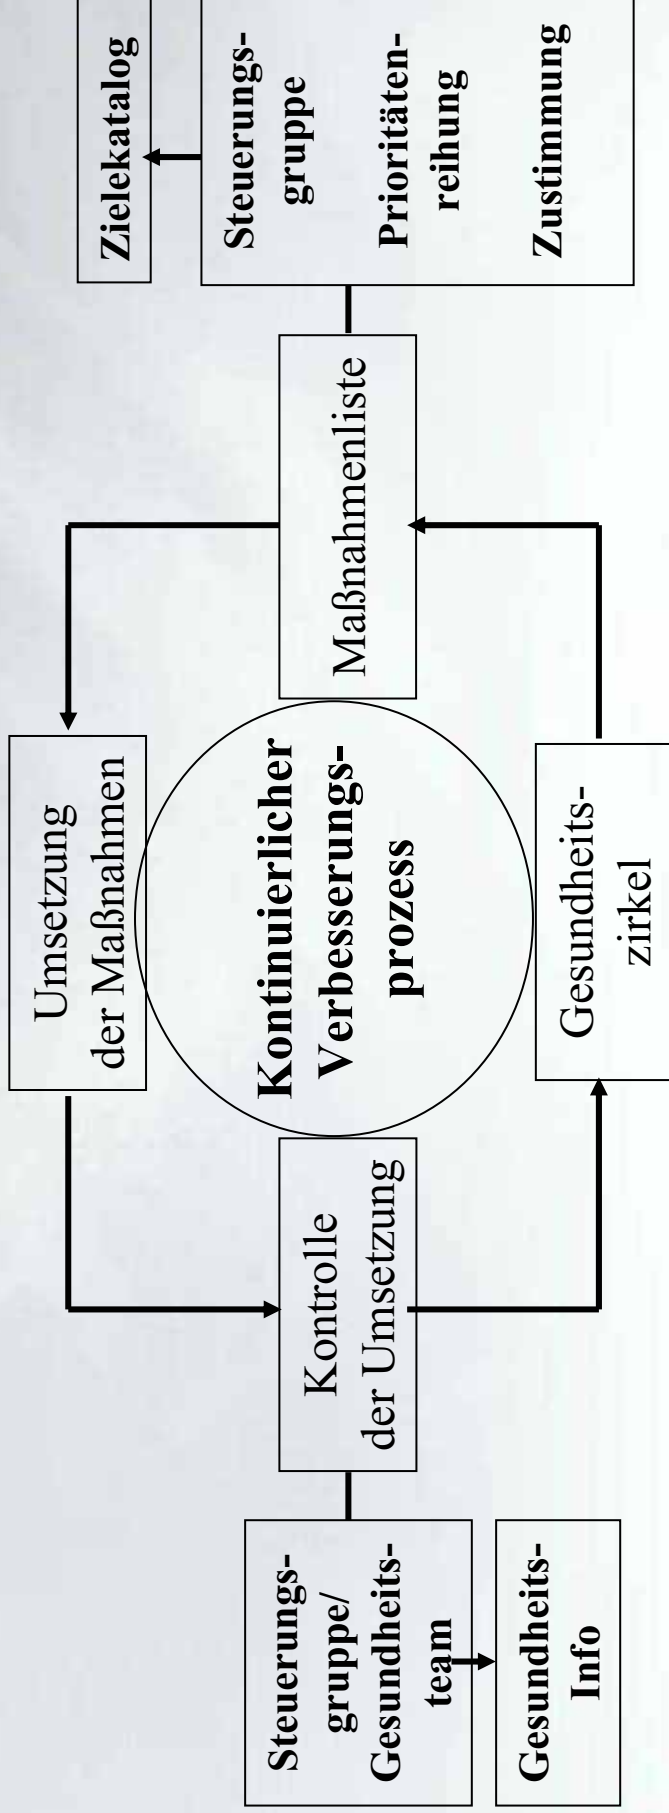 Steuerungs-
gruppe/
Gesundheits-
team
Gesundheits-
Info
Kontrolle
der Umsetzung
Umsetzung
der Maßnahmen
Kontinuierlicher
Verbesserungs-
prozess
Gesundheits-
zirkel
Maßnahmenliste
Zielekatalog
Steuerungs-
gruppe
Prioritäten-
reihung
Zustimmung